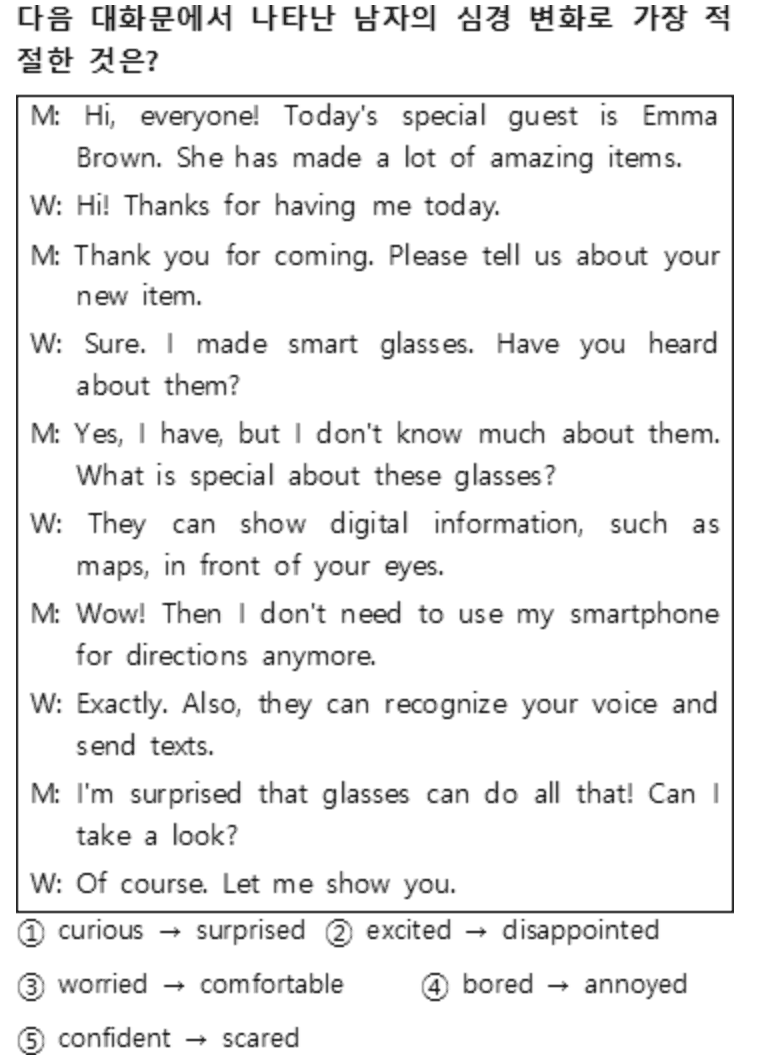 다음 대화문에서 나타난 남자의 심경 변화로 가장 적
절한 것은?
M: Hi, everyone! Today's special guest is Emma
Brown. She has made a lot of amazing items.
W: Hi! Thanks for having me today.
M: Thank you for coming. Please tell us about your
new item.
W: Sure. I made smart glasses. Have you heard
about them?
M: Yes, I have, but I don't know much about them.
What is special about these glasses?
W: They can show digital information, such as
maps, in front of your eyes.
M: Wow! Then I don't need to use my smartphone
for directions anymore.
W: Exactly. Also, they can recognize your voice and
send texts.
M: I'm surprised that glasses can do all that! Can I
take a look?
W: Of course. Let me show you.
① curious → surprised ② excited → disappointed
③ worried → comfortable ④ bored → annoyed
⑤ confident → scared